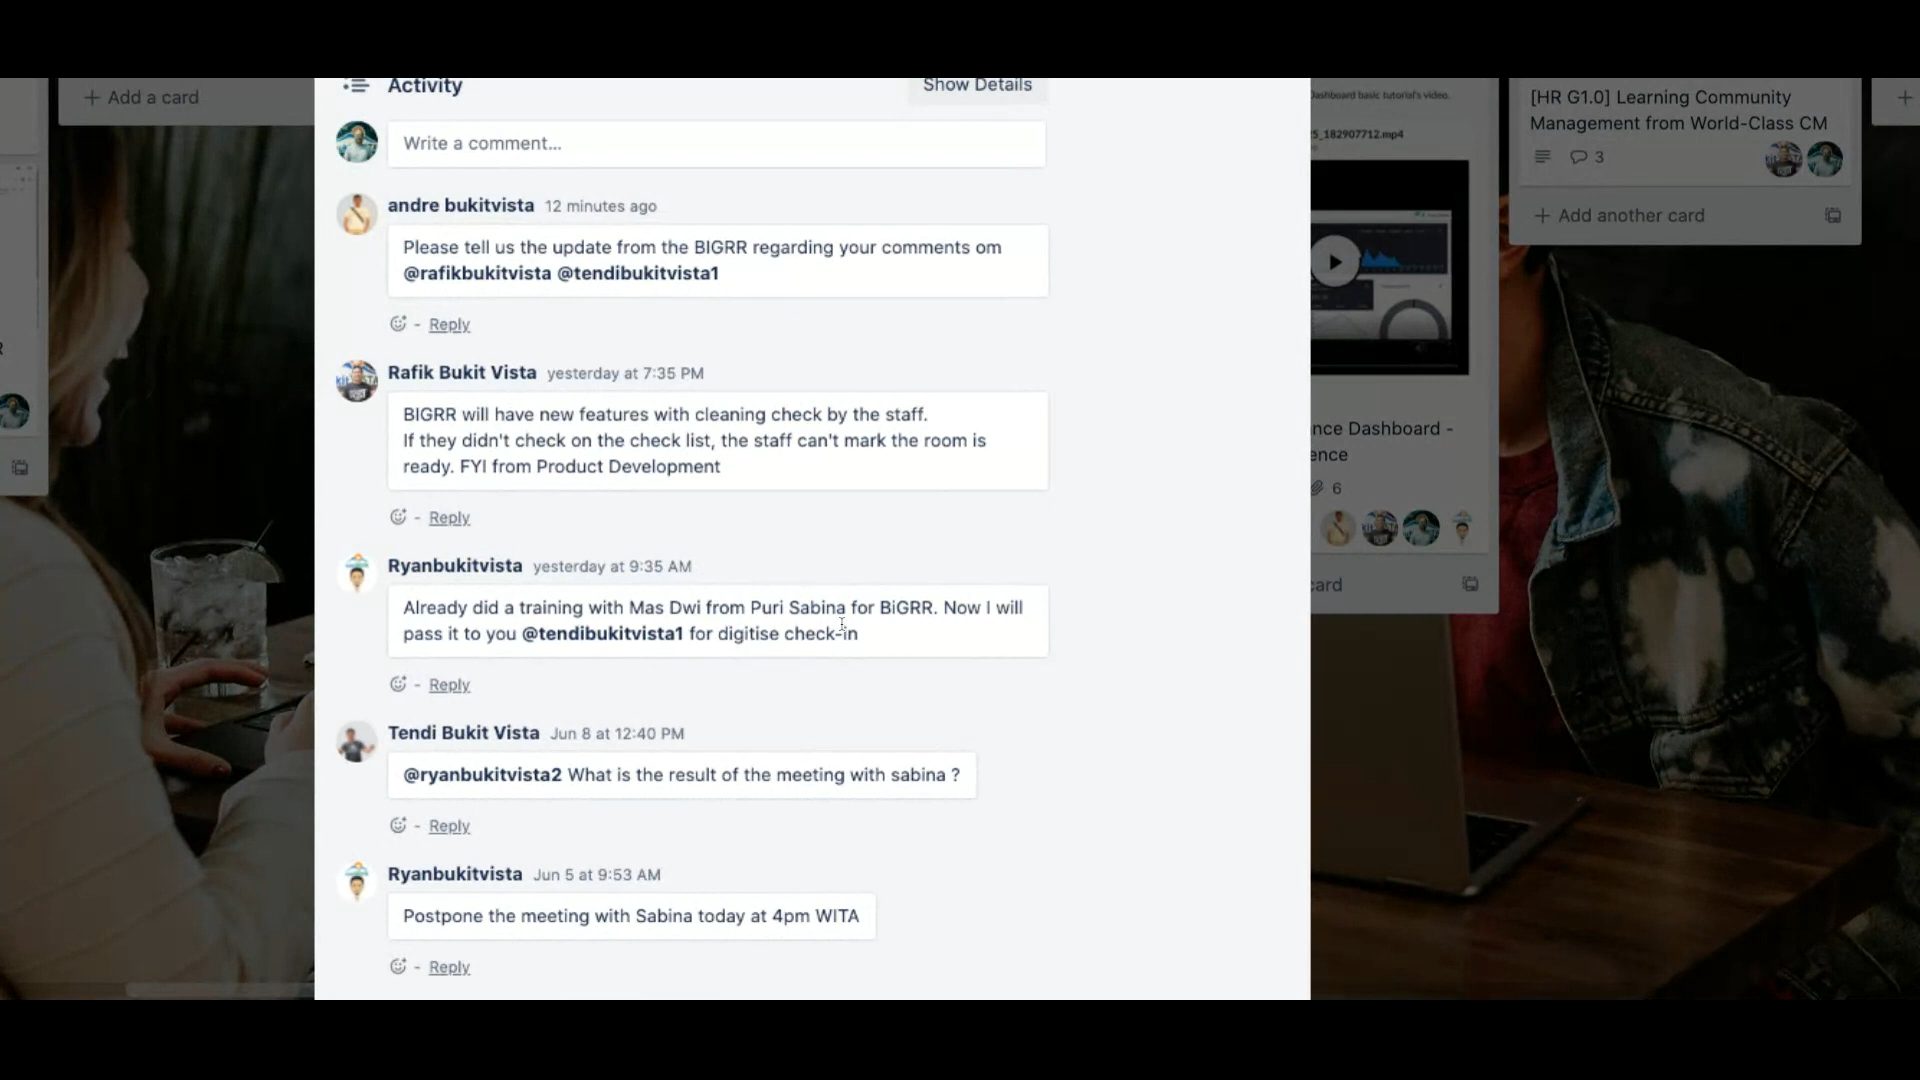 Add a card
R
Activity
Show Details
Write a comment...
andre bukitvista 12 minutes ago
Please tell us the update from the BIGRR regarding your comments om
@rafikbukitvista @tendibukitvista1
- Reply
Rafik Bukit Vista yesterday at 7:35 PM
BIGRR will have new features with cleaning check by the staff.
If they didn't check on the check list, the staff can't mark the room is
ready. FYI from Product Development
- Reply
Ryanbukitvista yesterday at 9:35 AM
Already did a training with Mas Dwi from Puri Sabina for BiGRR. Now I will
pass it to you @tendibukitvista1 for digitise check-in
- Reply
Tendi Bukit Vista Jun 8 at 12:40 PM
@ryanbukitvista2 What is the result of the meeting with sabina ?
- Reply
Ryanbukitvista Jun 5 at 9:53 AM
Postpone the meeting with Sabina today at 4pm WITA
- Reply
Dashboard basic tutorial's video.
5_182907712.mp4
nce Dashboard -
ence
6
card
[HR G1.0] Learning Community
Management from World-Class CM
3
Add another card